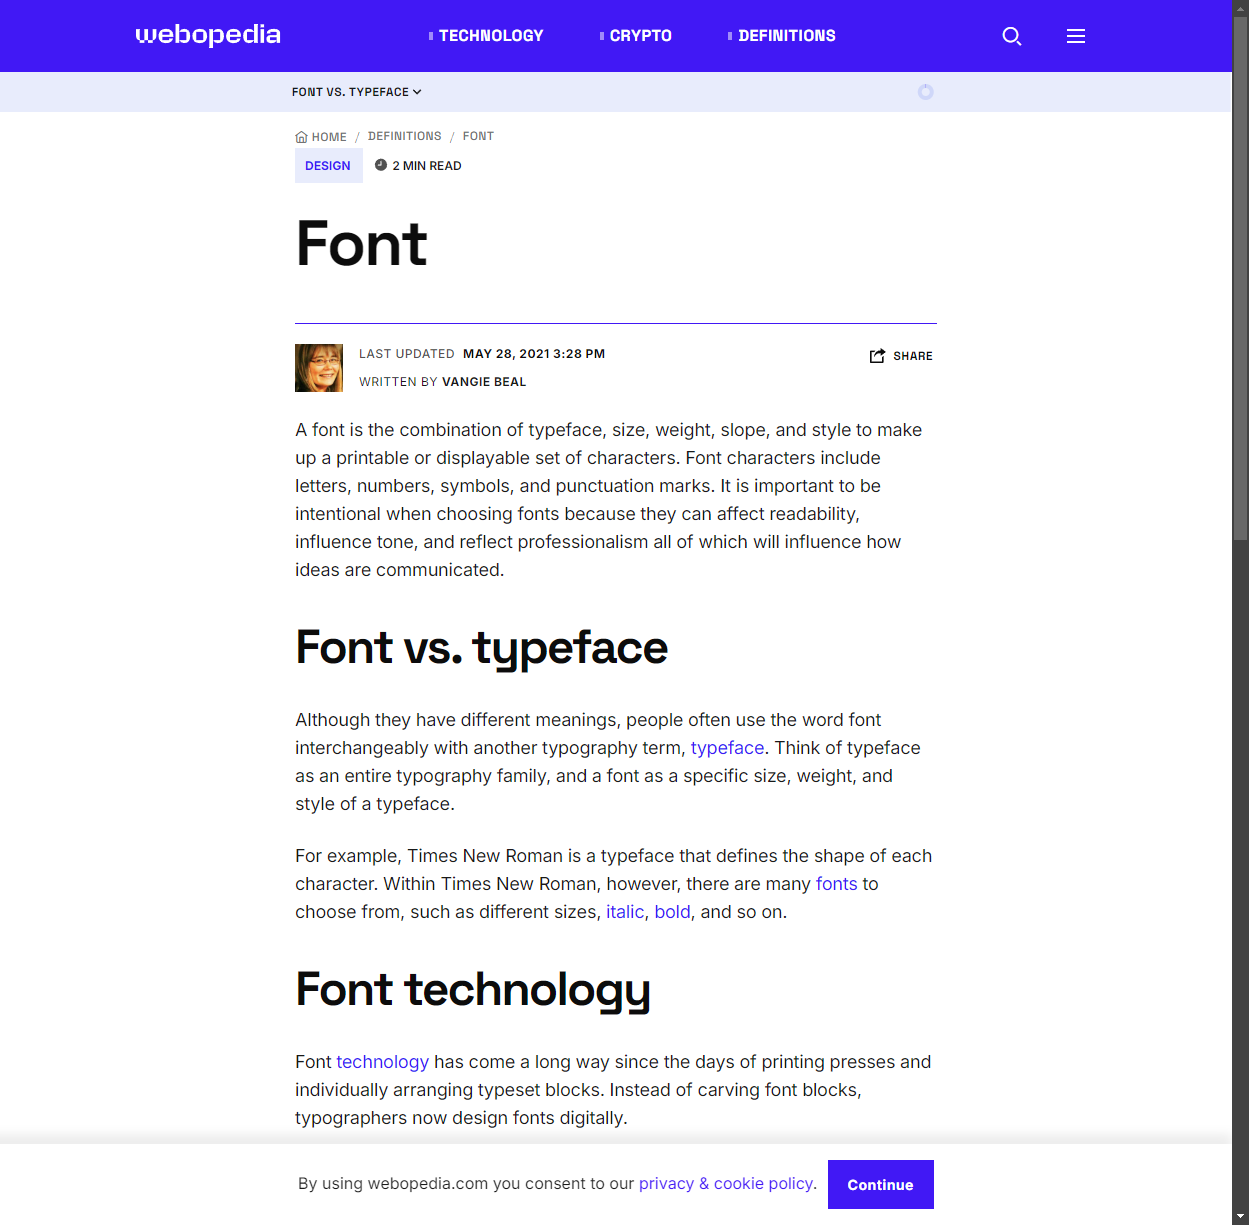 webopedia
TECHNOLOGY
CRYPTO
DEFINITIONS
FONT VS. TYPEFACE
HOME / DEFINITIONS / FONT
DESIGN
2 MIN READ
Font
LAST UPDATED MAY 28, 2021 3:28 PM
SHARE
WRITTEN BY VANGIE BEAL
A font is the combination of typeface, size, weight, slope, and style to make
up a printable or displayable set of characters. Font characters include
letters, numbers, symbols, and punctuation marks. It is important to be
intentional when choosing fonts because they can affect readability,
influence tone, and reflect professionalism all of which will influence how
ideas are communicated.
Font vs. typeface
Although they have different meanings, people often use the word font
interchangeably with another typography term, typeface. Think of typeface
as an entire typography family, and a font as a specific size, weight, and
style of a typeface.
For example, Times New Roman is a typeface that defines the shape of each
character. Within Times New Roman, however, there are many fonts to
choose from, such as different sizes, italic, bold, and so on.
Font technology
Font technology has come a long way since the days of printing presses and
individually arranging typeset blocks. Instead of carving font blocks,
typographers now design fonts digitally.
By using webopedia.com you consent to our privacy & cookie policy.
Continue